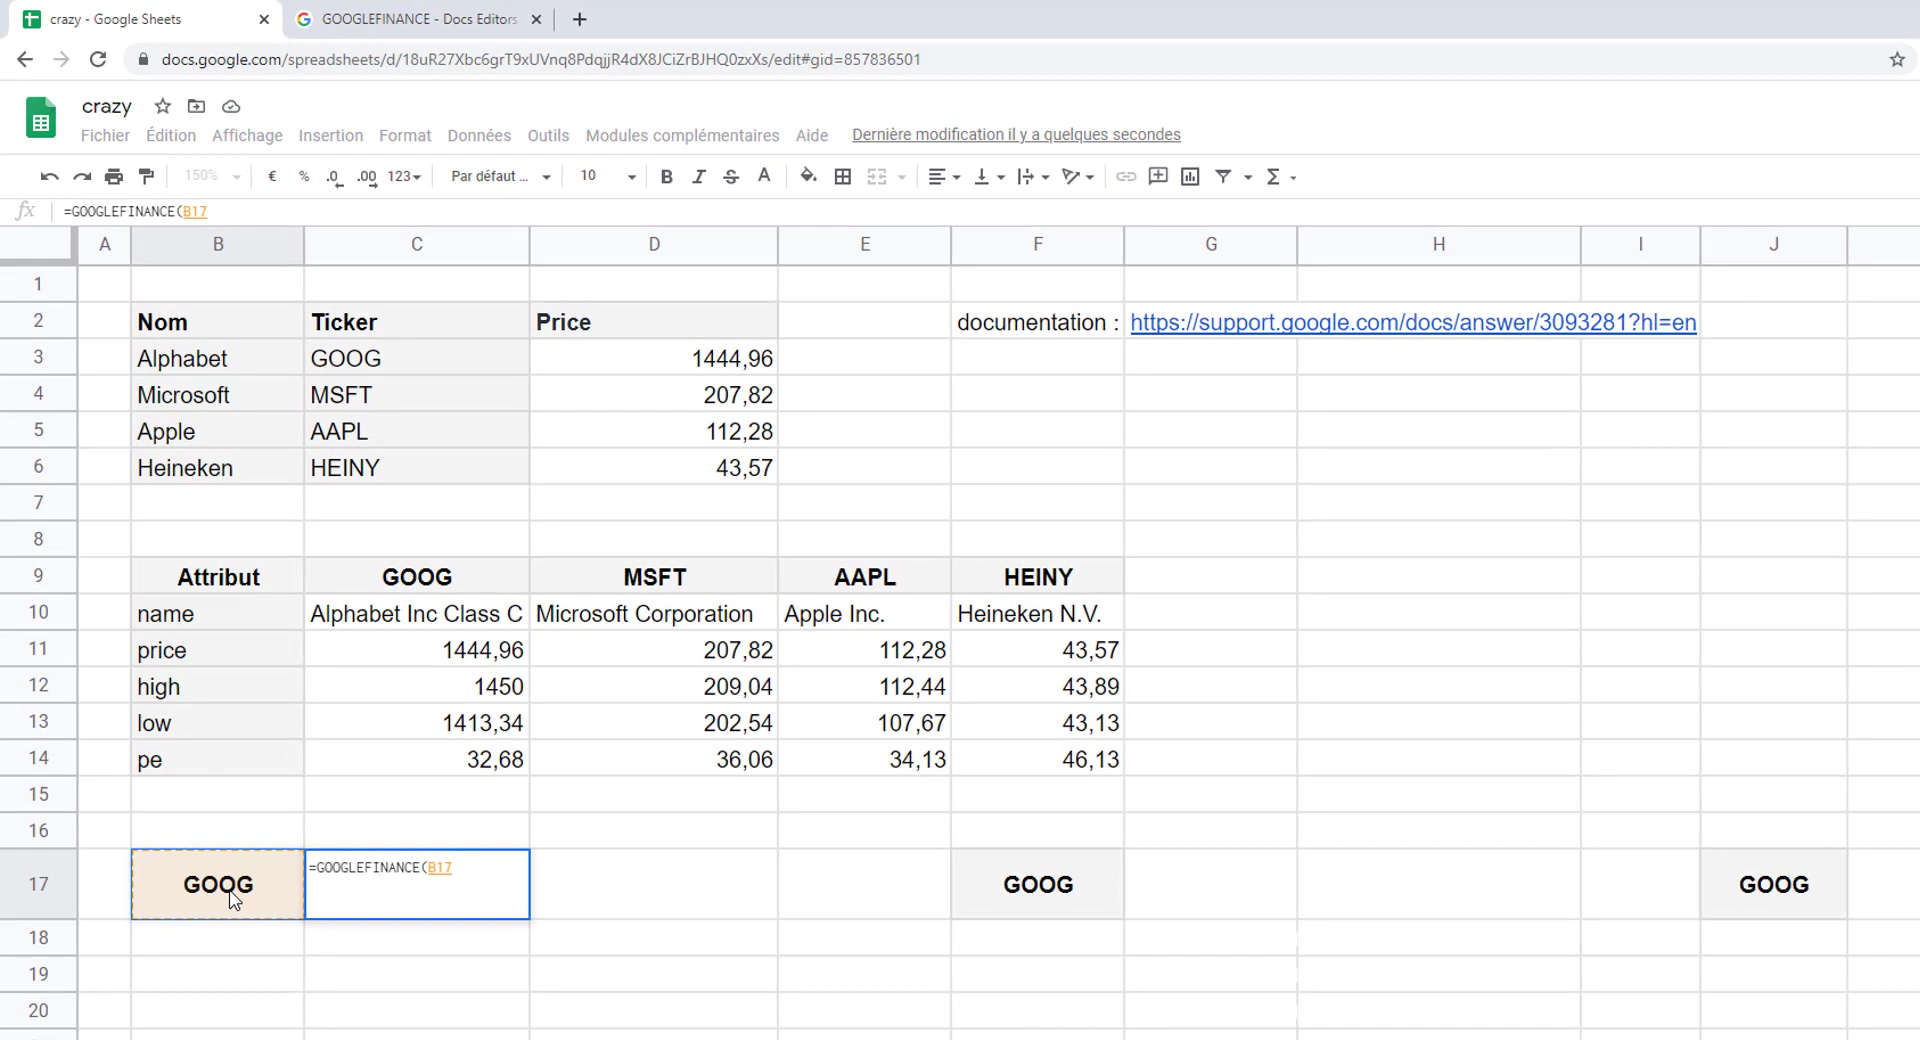 crazy - Google Sheets
GOOGLEFINANCE - Docs Editors
docs.google.com/spreadsheets/d/18uR27Xbc6grT9xUVnq8PdqjjR4dX8JCiZrBJHQ0zxXs/edit#gid=857836501
crazy
Fichier Édition Affichage Insertion Format Données Outils Modules complémentaires Aide Dernière modification il y a quelques secondes
150% € % .0 .00 123 Par défaut ... 10 B I S A Σ
fx =GOOGLEFINANCE(B17
A B C D E F G H I J
1
2 Nom Ticker Price documentation : https://support.google.com/docs/answer/3093281?hl=en
3 Alphabet GOOG 1444,96
4 Microsoft MSFT 207,82
5 Apple AAPL 112,28
6 Heineken HEINY 43,57
7
8
9 Attribut GOOG MSFT AAPL HEINY
10 name Alphabet Inc Class C Microsoft Corporation Apple Inc. Heineken N.V.
11 price 1444,96 207,82 112,28 43,57
12 high 1450 209,04 112,44 43,89
13 low 1413,34 202,54 107,67 43,13
14 pe 32,68 36,06 34,13 46,13
15
16
17 GOOG =GOOGLEFINANCE(B17 GOOG GOOG
18
19
20